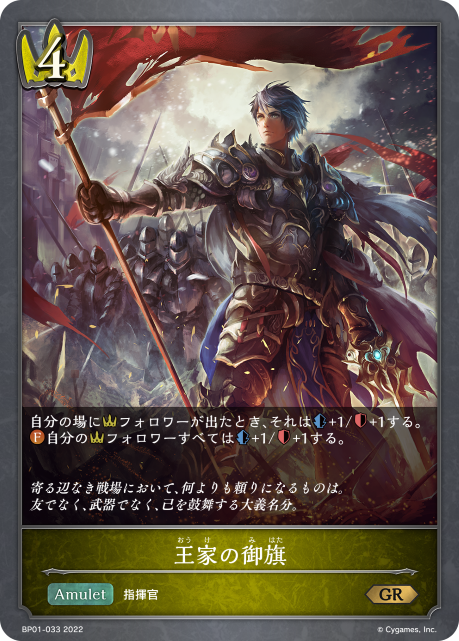 4
自分の場にフォロワーが出たとき、それは+1/+1する。
F自分のフォロワーすべては+1/+1する。
寄る辺なき戦場において、何よりも頼りになるものは。
友でなく、武器でなく、己を鼓舞する大義名分。
おうけ みはた
王家の御旗
Amulet 指揮官 GR
BP01-033 2022 © Cygames, Inc.